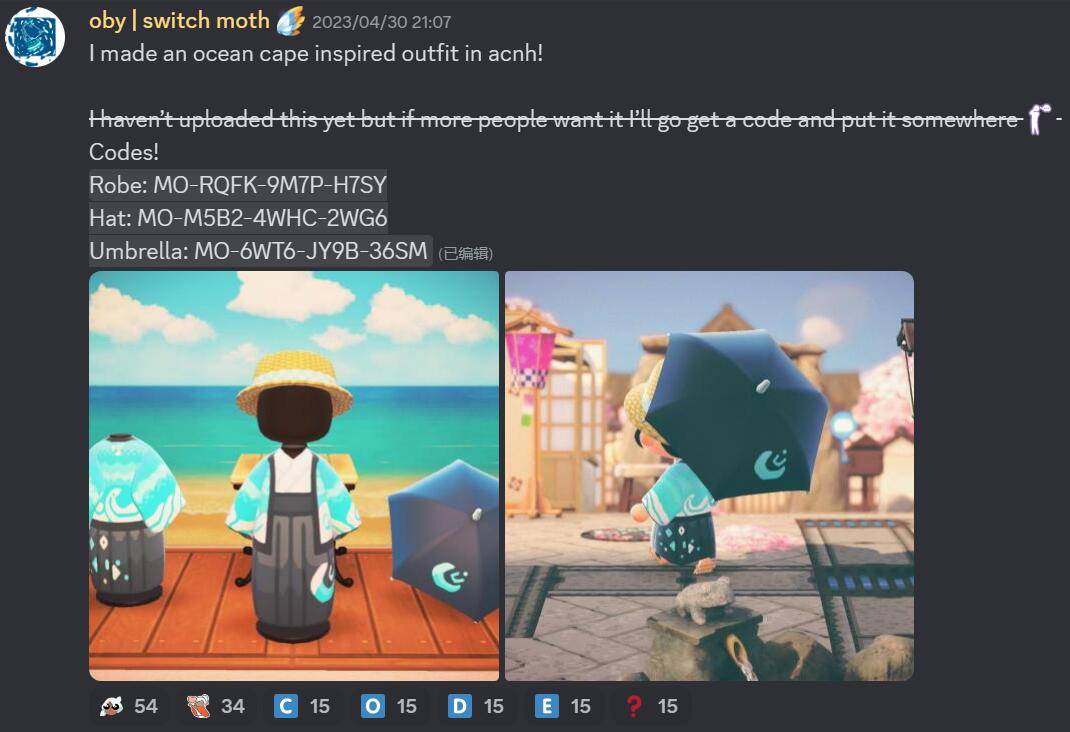 oby | switch moth 2023/04/30 21:07
I made an ocean cape inspired outfit in acnh!
I haven't uploaded this yet but if more people want it I'll go get a code and put it somewhere -
Codes!
Robe: MO-RQFK-9M7P-H7SY
Hat: MO-M5B2-4WHC-2WG6
Umbrella: MO-6WT6-JY9B-36SM (已编辑)
54 34 C 15 O 15 D 15 E 15 ? 15